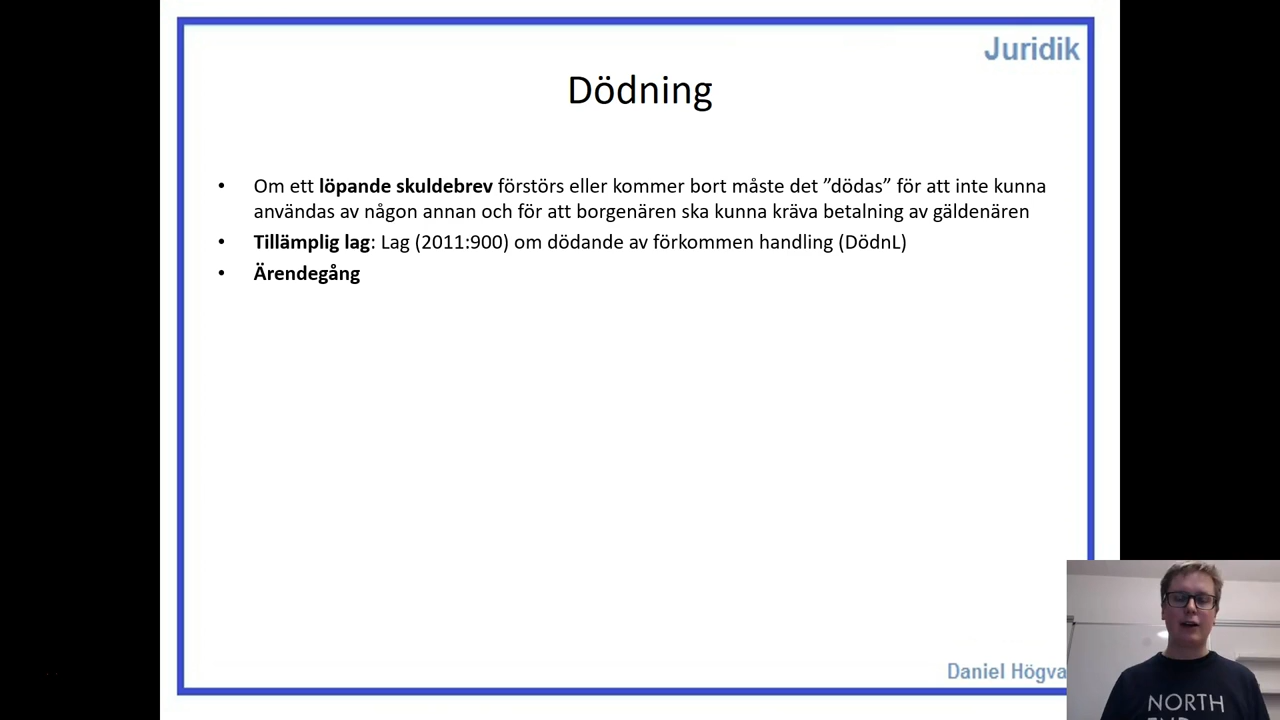 Juridik
Dödning
• Om ett löpande skuldebrev förstörs eller kommer bort måste det ”dödas” för att inte kunna
användas av någon annan och för att borgenären ska kunna kräva betalning av gäldenären
• Tillämplig lag: Lag (2011:900) om dödande av förkommen handling (DödnL)
• Ärendegång
Daniel Högva
NORTH